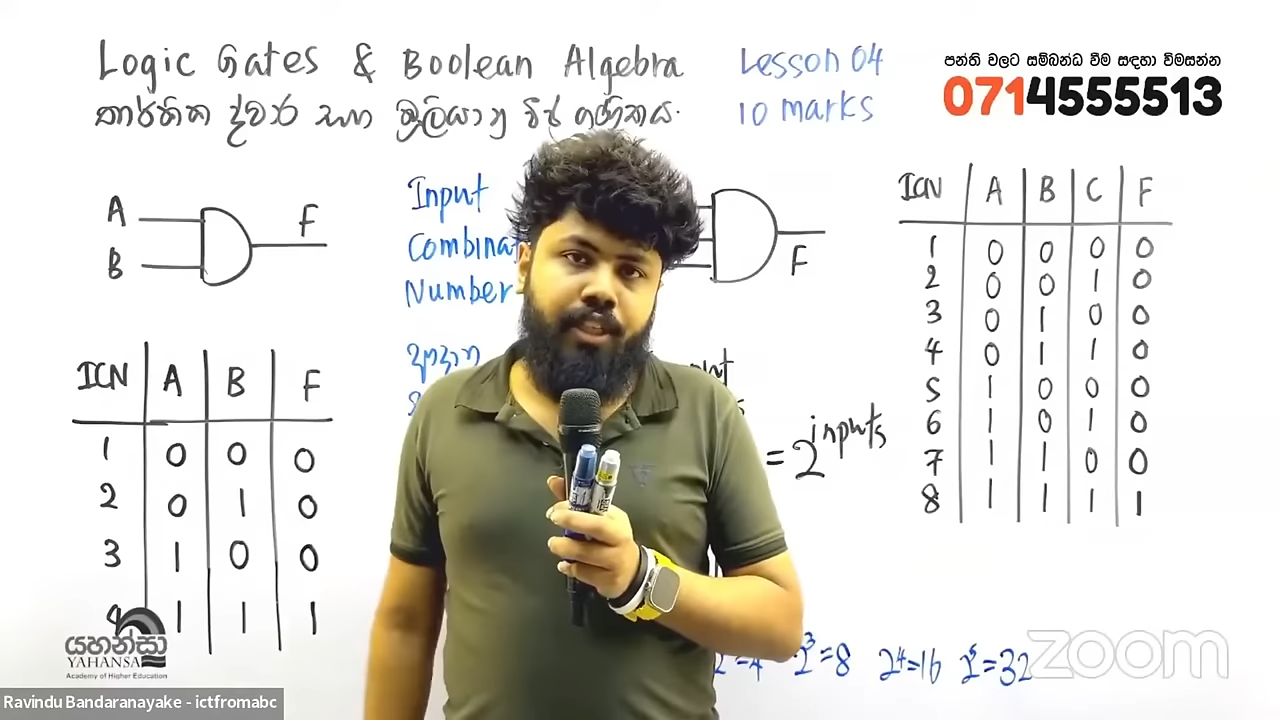 Logic Gates & Boolean Algebra
Lesson 04
තාර්කික ද්වාර සහ බූලියානු වීජ ගණිතය.
10 marks
පන්ති වලට සම්බන්ධ වීම සඳහා විමසන්න
0714555513
A
B
F
Input
Number
F
ICN A B C F
1 0 0 0 0
2 0 0 1 0
3 0 1 0 0
4 0 1 1 0
5 1 0 0 0
6 1 0 1 0
7 1 1 0 0
8 1 1 1 1
ICN A B F
1 0 0 0
2 0 1 0
3 1 0 0
4 1 1 1
= 2 inputs
2³=8 2⁴=16 2⁵=32
යහන්සා
YAHANSA
Academy of Higher Education
zoom
Ravindu Bandaranayake - ictfromabc